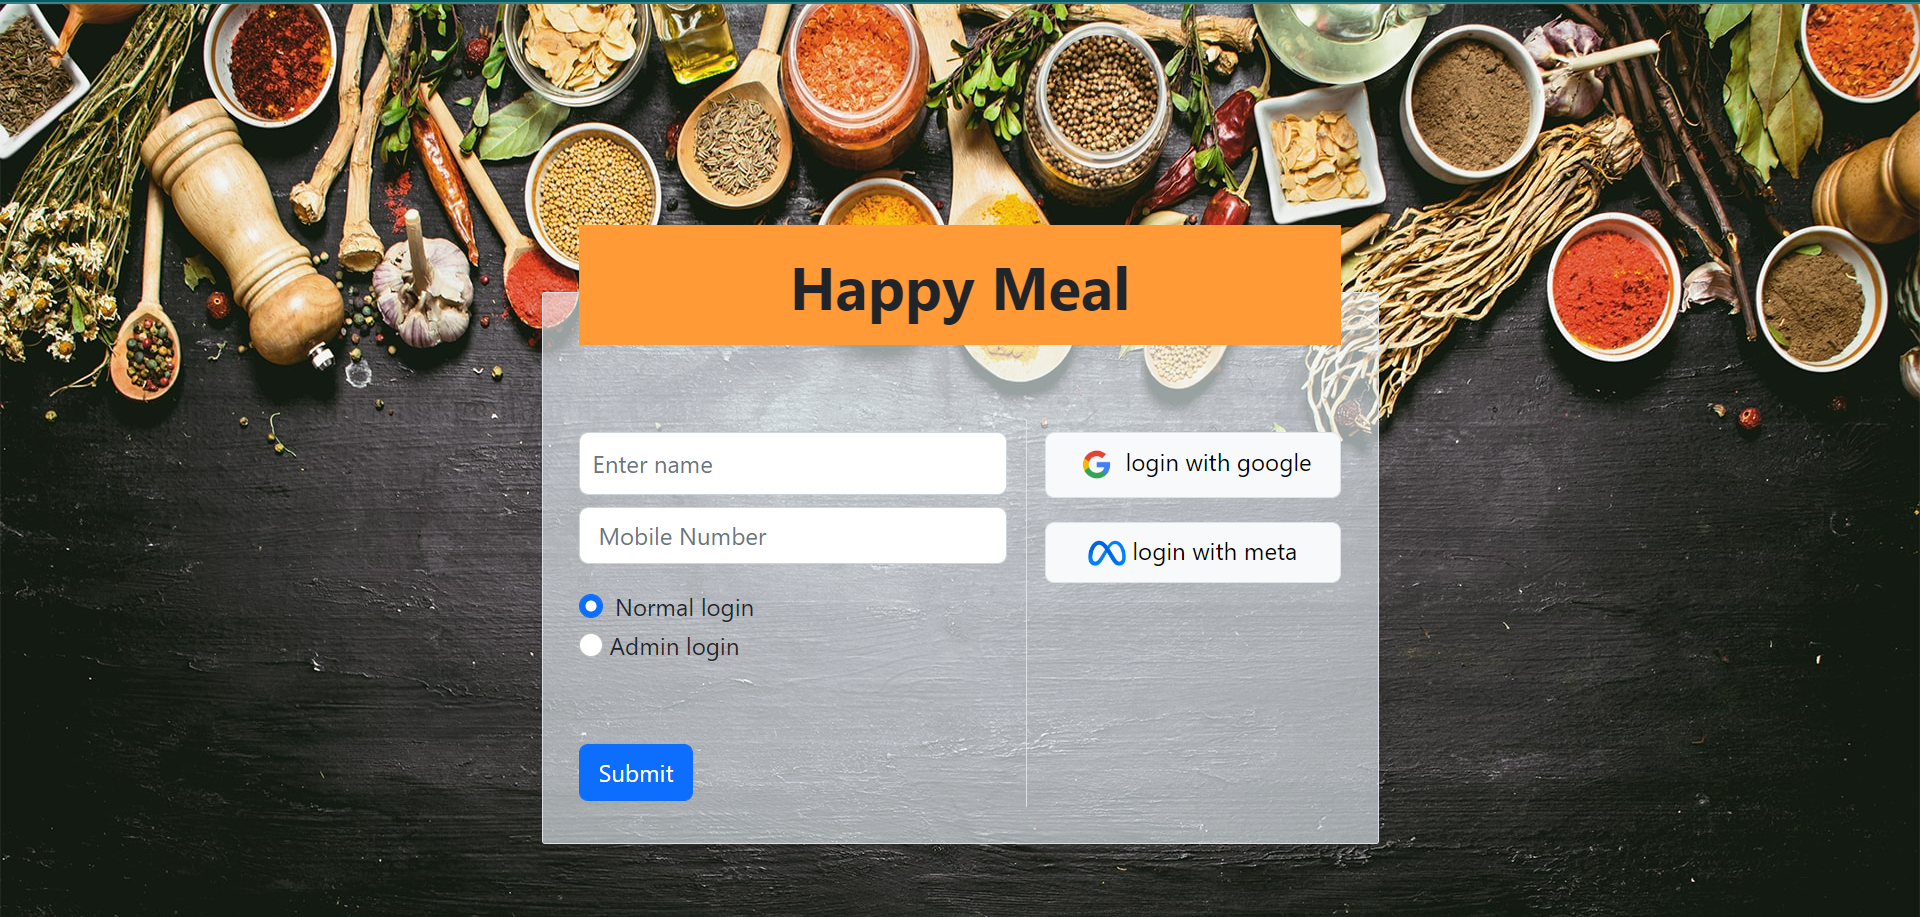 Happy Meal
Enter name
Mobile Number
Normal login
Admin login
Submit
login with google
login with meta